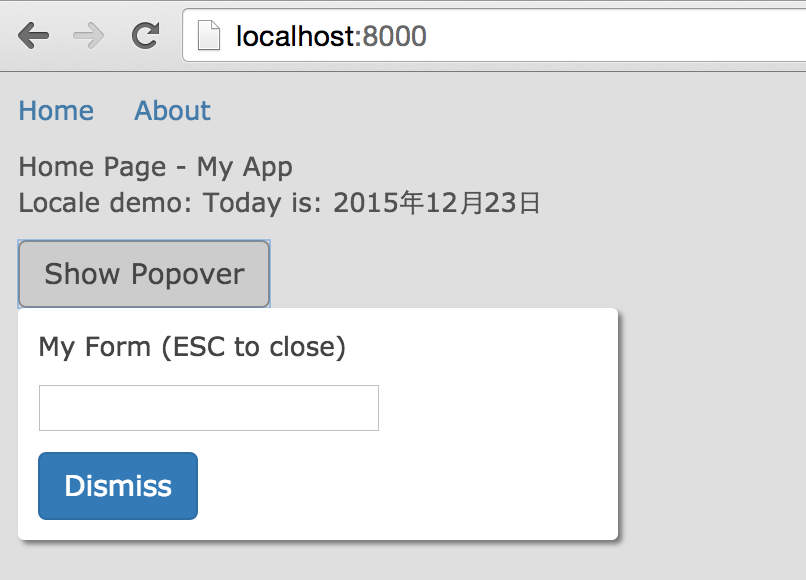 localhost:8000
Home About
Home Page - My App
Locale demo: Today is: 2015年12月23日
Show Popover
My Form (ESC to close)
Dismiss